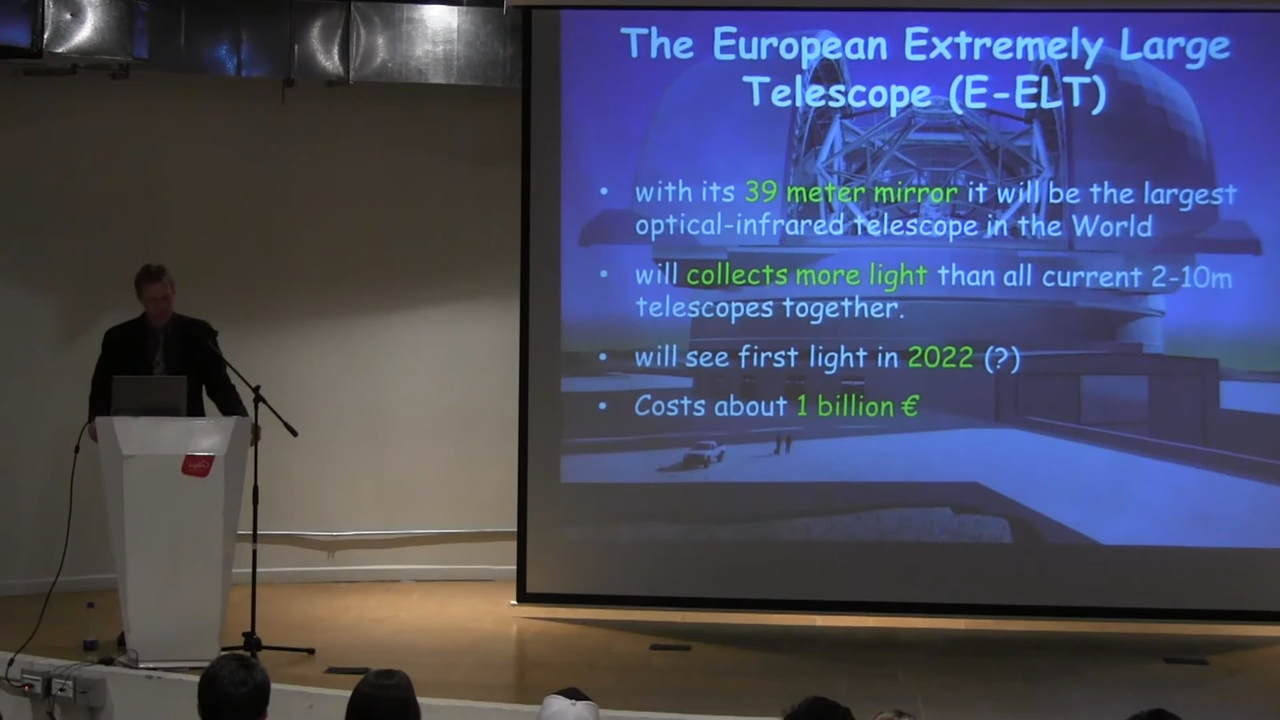 The European Extremely Large
Telescope (E-ELT)
• with its 39 meter mirror it will be the largest
optical-infrared telescope in the World
• will collects more light than all current 2-10m
telescopes together.
• will see first light in 2022 (?)
• Costs about 1 billion €